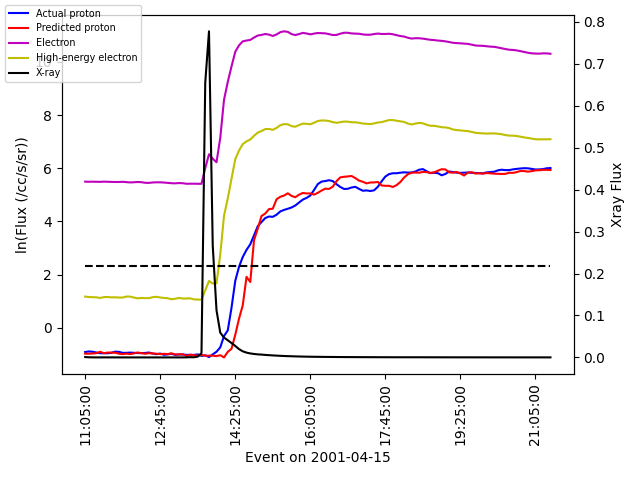 Actual proton
Predicted proton
Electron
High-energy electron
X-ray
10
8
6
4
2
0
ln(Flux (/cc/s/sr))
0.8
0.7
0.6
0.5
0.4
0.3
0.2
0.1
0.0
Xray Flux
11:05:00
12:45:00
14:25:00
16:05:00
17:45:00
19:25:00
21:05:00
Event on 2001-04-15